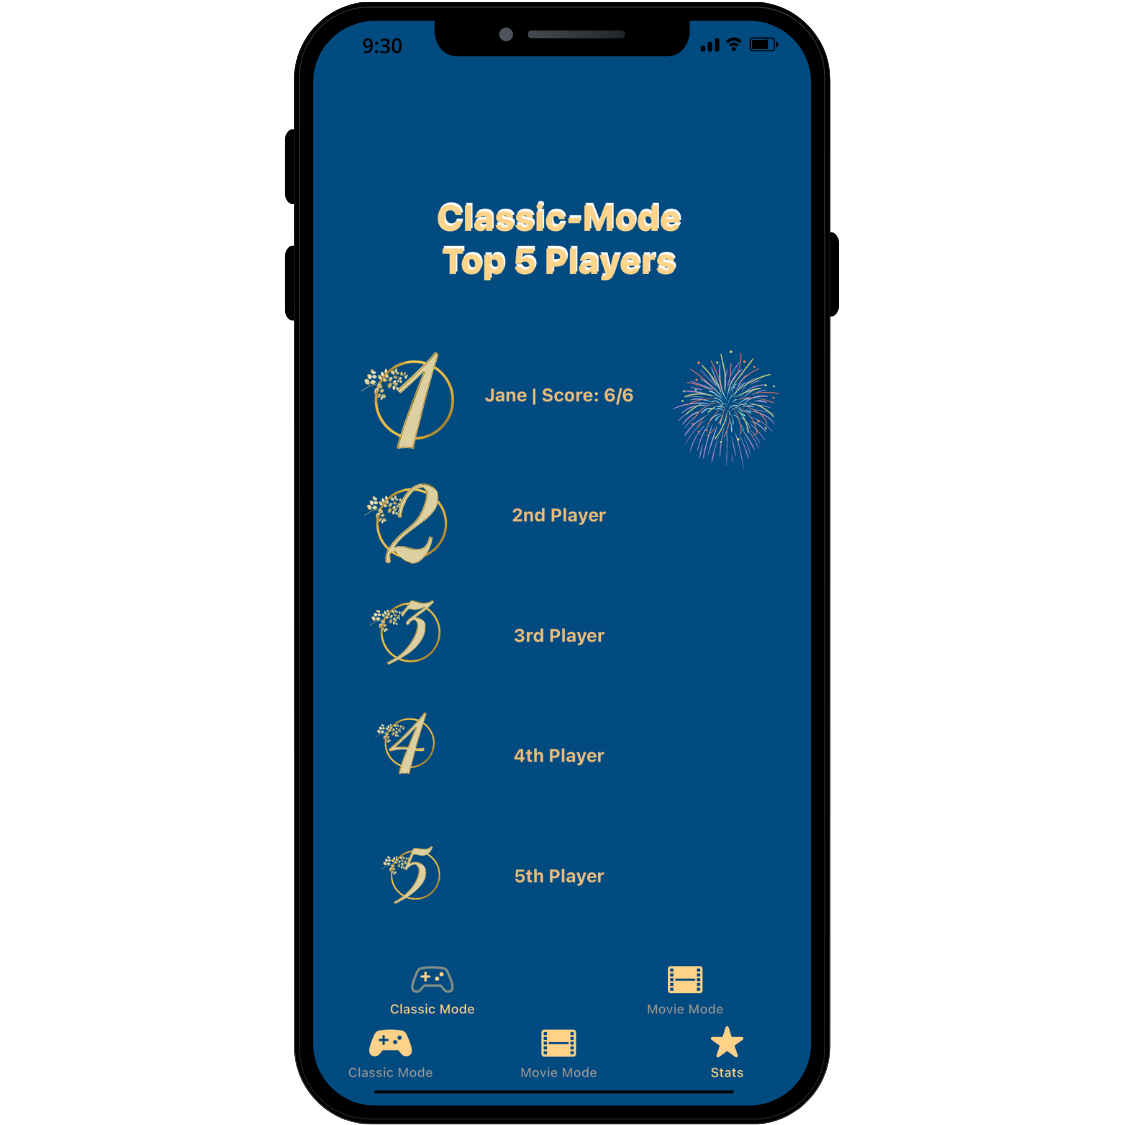 9:30
Classic-Mode
Top 5 Players
1
Jane | Score: 6/6
2
2nd Player
3
3rd Player
4
4th Player
5
5th Player
Classic Mode
Movie Mode
Classic Mode
Movie Mode
Stats